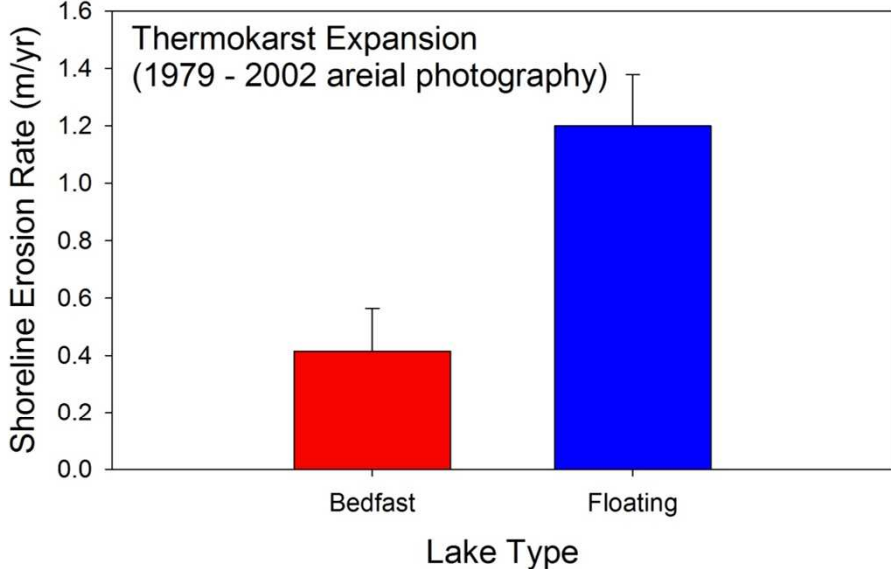 Thermokarst Expansion
(1979 - 2002 areial photography)
Shoreline Erosion Rate (m/yr)
1.6
1.4
1.2
1.0
0.8
0.6
0.4
0.2
0.0
Bedfast Floating
Lake Type